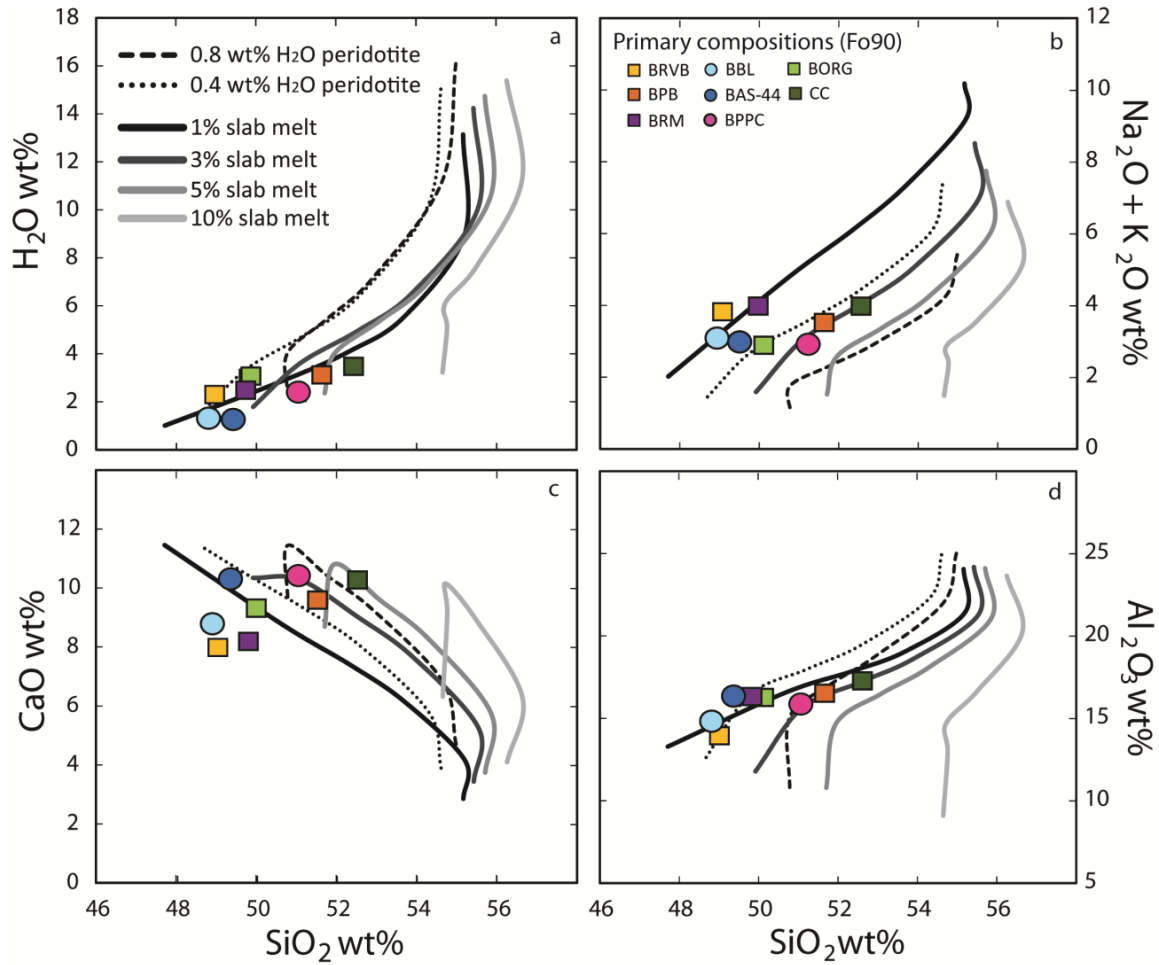 18
16
14
12
10
8
6
4
2
0
H₂O wt%
a
0.8 wt% H₂O peridotite
0.4 wt% H₂O peridotite
1% slab melt
3% slab melt
5% slab melt
10% slab melt
b
Primary compositions (Fo90)
BRVB BBL BORG
BPB BAS-44 CC
BRM BPPC
12
10
8
6
4
2
0
Na₂O + K₂O wt%
c
12
10
8
6
4
2
0
CaO wt%
46 48 50 52 54 56
SiO₂ wt%
d
25
20
15
10
5
Al₂O₃ wt%
46 48 50 52 54 56
SiO₂ wt%